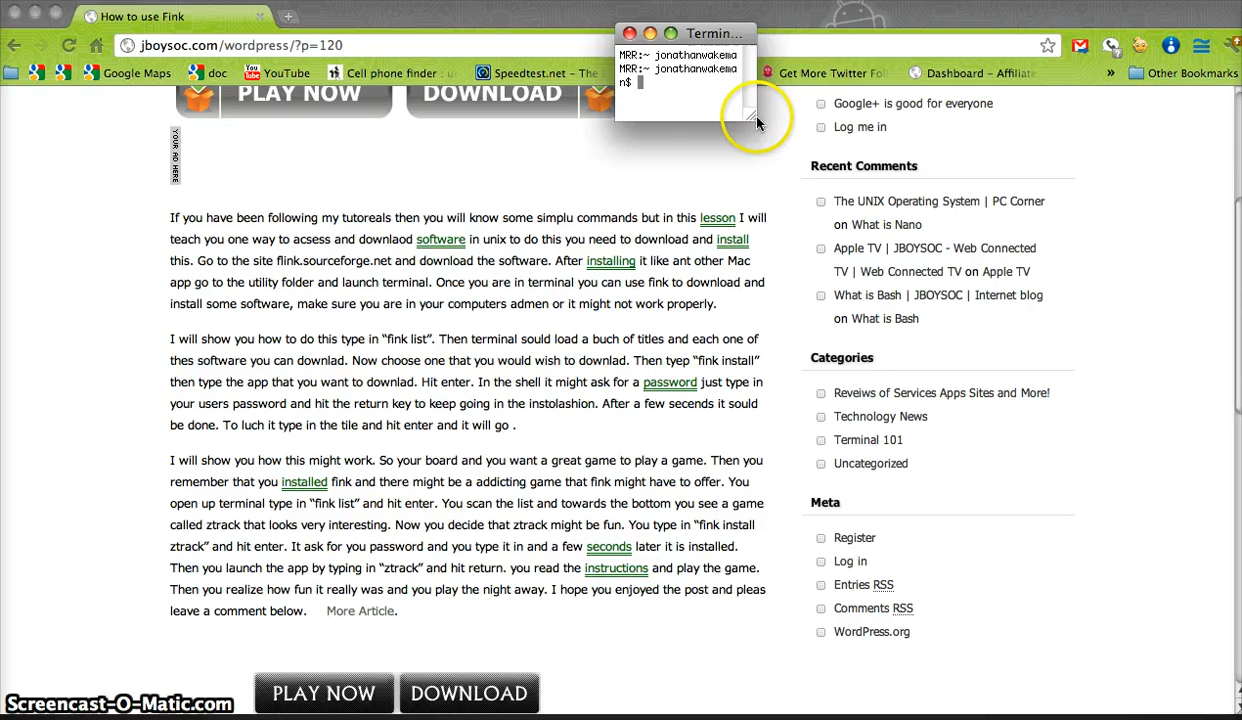 How to use Fink
jboysoc.com/wordpress/?p=120
Google Maps
doc
YouTube
Cell phone finder : u
Speedtest.net - The
Get More Twitter Fol
Dashboard – Affiliat
»
Other Bookmarks
Termin...
MRR:~ jonathanwakema
MRR:~ jonathanwakema
n$
PLAY NOW
DOWNLOAD
YOUR AD HERE
If you have been following my tutoreals then you will know some simplu commands but in this lesson I will
teach you one way to acsess and downlaod software in unix to do this you need to download and install
this. Go to the site flink.sourceforge.net and download the software. After installing it like ant other Mac
app go to the utility folder and launch terminal. Once you are in terminal you can use fink to download and
install some software, make sure you are in your computers admen or it might not work properly.
I will show you how to do this type in “fink list”. Then terminal sould load a buch of titles and each one of
thes software you can downlad. Now choose one that you would wish to downlad. Then tyep “fink install”
then type the app that you want to downlad. Hit enter. In the shell it might ask for a password just type in
your users password and hit the return key to keep going in the instolashion. After a few secends it sould
be done. To luch it type in the tile and hit enter and it will go .
I will show you how this might work. So your board and you want a great game to play a game. Then you
remember that you installed fink and there might be a addicting game that fink might have to offer. You
open up terminal type in “fink list” and hit enter. You scan the list and towards the bottom you see a game
called ztrack that looks very interesting. Now you decide that ztrack might be fun. You type in “fink install
ztrack” and hit enter. It ask for you password and you type it in and a few seconds later it is installed.
Then you launch the app by typing in “ztrack” and hit return. you read the instructions and play the game.
Then you realize how fun it really was and you play the night away. I hope you enjoyed the post and pleas
leave a comment below. More Article.
PLAY NOW
DOWNLOAD
Google+ is good for everyone
Log me in
Recent Comments
The UNIX Operating System | PC Corner
on What is Nano
Apple TV | JBOYSOC - Web Connected
TV | Web Connected TV on Apple TV
What is Bash | JBOYSOC | Internet blog
on What is Bash
Categories
Reveiws of Services Apps Sites and More!
Technology News
Terminal 101
Uncategorized
Meta
Register
Log in
Entries RSS
Comments RSS
WordPress.org
Screencast-O-Matic.com